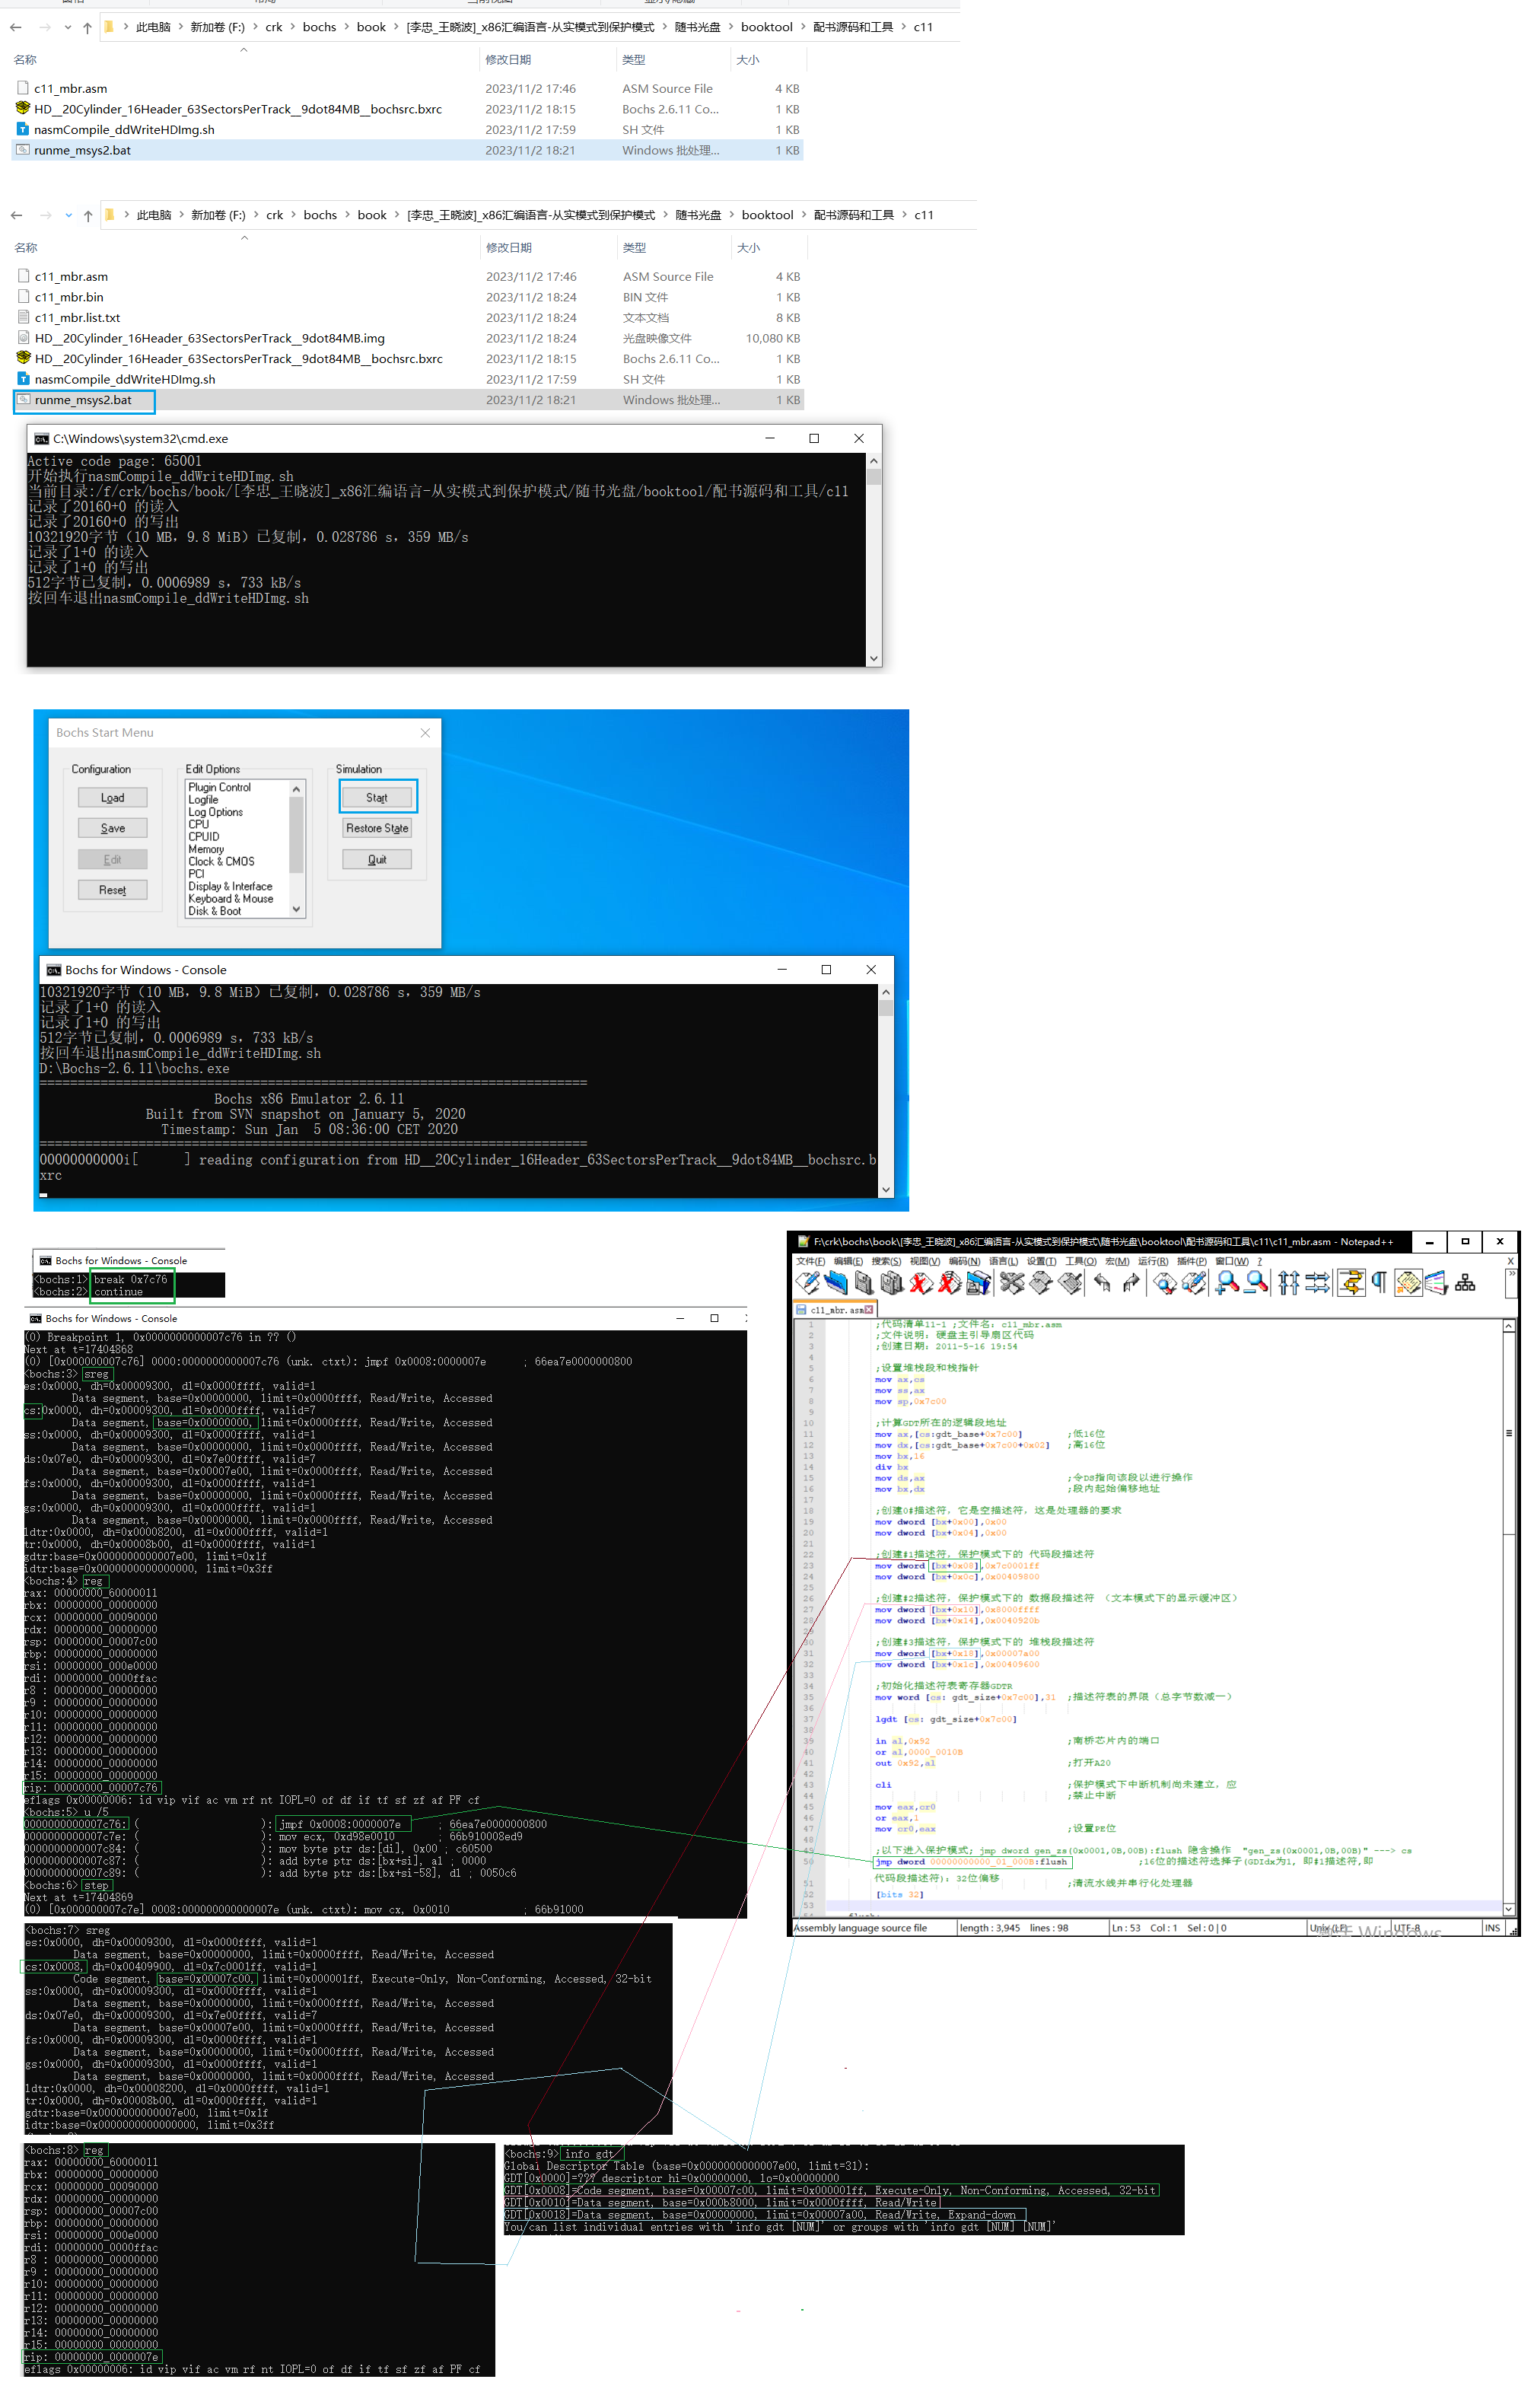 此电脑 > 新加卷 (F:) > crk > bochs > book > [李忠_王晓波]_x86汇编语言-从实模式到保护模式 > 随书光盘 > booktool > 配书源码和工具 > c11
名称 修改日期 类型 大小
c11_mbr.asm 2023/11/2 17:46 ASM Source File 4 KB
HD__20Cylinder_16Header_63SectorsPerTrack__9dot84MB__bochsrc.bxrc 2023/11/2 18:15 Bochs 2.6.11 Co... 1 KB
nasmCompile_ddWriteHDImg.sh 2023/11/2 17:59 SH 文件 1 KB
runme_msys2.bat 2023/11/2 18:21 Windows 批处理... 1 KB
此电脑 > 新加卷 (F:) > crk > bochs > book > [李忠_王晓波]_x86汇编语言-从实模式到保护模式 > 随书光盘 > booktool > 配书源码和工具 > c11
名称 修改日期 类型 大小
c11_mbr.asm 2023/11/2 17:46 ASM Source File 4 KB
c11_mbr.bin 2023/11/2 18:24 BIN 文件 1 KB
c11_mbr.list.txt 2023/11/2 18:24 文本文档 8 KB
HD__20Cylinder_16Header_63SectorsPerTrack__9dot84MB.img 2023/11/2 18:24 光盘映像文件 10,080 KB
HD__20Cylinder_16Header_63SectorsPerTrack__9dot84MB__bochsrc.bxrc 2023/11/2 18:15 Bochs 2.6.11 Co... 1 KB
nasmCompile_ddWriteHDImg.sh 2023/11/2 17:59 SH 文件 1 KB
runme_msys2.bat 2023/11/2 18:21 Windows 批处理... 1 KB
C:\Windows\system32\cmd.exe
Active code page: 65001
开始执行nasmCompile_ddWriteHDImg.sh
当前目录:/f/crk/bochs/book/[李忠_王晓波]_x86汇编语言-从实模式到保护模式/随书光盘/booktool/配书源码和工具/c11
记录了20160+0 的读入
记录了20160+0 的写出
10321920字节（10 MB，9.8 MiB）已复制，0.028786 s，359 MB/s
记录了1+0 的读入
记录了1+0 的写出
512字节已复制，0.0006989 s，733 kB/s
按回车退出nasmCompile_ddWriteHDImg.sh
Bochs Start Menu
Configuration Edit Options Simulation
Load
Save
Edit
Reset
Plugin Control
Logfile
Log Options
CPU
CPUID
Memory
Clock & CMOS
PCI
Display & Interface
Keyboard & Mouse
Disk & Boot
Start
Restore State
Quit
Bochs for Windows - Console
10321920字节（10 MB，9.8 MiB）已复制，0.028786 s，359 MB/s
记录了1+0 的读入
记录了1+0 的写出
512字节已复制，0.0006989 s，733 kB/s
按回车退出nasmCompile_ddWriteHDImg.sh
D:\Bochs-2.6.11\bochs.exe
========================================================================
Bochs x86 Emulator 2.6.11
Built from SVN snapshot on January 5, 2020
Timestamp: Sun Jan  5 08:36:00 CET 2020
========================================================================
00000000000i[      ] reading configuration from HD__20Cylinder_16Header_63SectorsPerTrack__9dot84MB__bochsrc.b
xrc
Bochs for Windows - Console
<bochs:1> break 0x7c76
<bochs:2> continue
Bochs for Windows - Console
(0) Breakpoint 1, 0x0000000000007c76 in ?? ()
Next at t=17404868
(0) [0x000000007c76] 0000:0000000000007c76 (unk. ctxt): jmpf 0x0008:0000007e      ; 66ea7e0000000800
<bochs:3> sreg
es:0x0000, dh=0x00009300, dl=0x0000ffff, valid=1
Data segment, base=0x00000000, limit=0x0000ffff, Read/Write, Accessed
cs:0x0000, dh=0x00009300, dl=0x0000ffff, valid=7
Data segment, base=0x00000000, limit=0x0000ffff, Read/Write, Accessed
ss:0x0000, dh=0x00009300, dl=0x0000ffff, valid=1
Data segment, base=0x00000000, limit=0x0000ffff, Read/Write, Accessed
ds:0x07e0, dh=0x00009300, dl=0x7e00ffff, valid=7
Data segment, base=0x00007e00, limit=0x0000ffff, Read/Write, Accessed
fs:0x0000, dh=0x00009300, dl=0x0000ffff, valid=1
Data segment, base=0x00000000, limit=0x0000ffff, Read/Write, Accessed
gs:0x0000, dh=0x00009300, dl=0x0000ffff, valid=1
Data segment, base=0x00000000, limit=0x0000ffff, Read/Write, Accessed
ldtr:0x0000, dh=0x00008200, dl=0x0000ffff, valid=1
tr:0x0000, dh=0x00008b00, dl=0x0000ffff, valid=1
gdtr:base=0x0000000000007e00, limit=0x1f
idtr:base=0x0000000000000000, limit=0x3ff
<bochs:4> reg
rax: 00000000_60000011
rbx: 00000000_00000000
rcx: 00000000_00090000
rdx: 00000000_00000000
rsp: 00000000_00007c00
rbp: 00000000_00000000
rsi: 00000000_000e0000
rdi: 00000000_0000ffac
r8 : 00000000_00000000
r9 : 00000000_00000000
r10: 00000000_00000000
r11: 00000000_00000000
r12: 00000000_00000000
r13: 00000000_00000000
r14: 00000000_00000000
r15: 00000000_00000000
rip: 00000000_00007c76
eflags 0x00000006: id vip vif ac vm rf nt IOPL=0 of df if tf sf zf af PF cf
<bochs:5> u /5
0000000000007c76: (                    ): jmpf 0x0008:0000007e      ; 66ea7e0000000800
0000000000007c7e: (                    ): mov ecx, 0xd98e0010       ; 66b910008ed9
0000000000007c84: (                    ): mov byte ptr ds:[di], 0x00 ; c60500
0000000000007c87: (                    ): add byte ptr ds:[bx+si], al ; 0000
0000000000007c89: (                    ): add byte ptr ds:[bx+si-58], dl ; 0050c6
<bochs:6> step
Next at t=17404869
(0) [0x000000007c7e] 0008:000000000000007e (unk. ctxt): mov cx, 0x0010            ; 66b91000
<bochs:7> sreg
es:0x0000, dh=0x00009300, dl=0x0000ffff, valid=1
Data segment, base=0x00000000, limit=0x0000ffff, Read/Write, Accessed
cs:0x0008, dh=0x00409900, dl=0x7c0001ff, valid=1
Code segment, base=0x00007c00, limit=0x000001ff, Execute-Only, Non-Conforming, Accessed, 32-bit
ss:0x0000, dh=0x00009300, dl=0x0000ffff, valid=1
Data segment, base=0x00000000, limit=0x0000ffff, Read/Write, Accessed
ds:0x07e0, dh=0x00009300, dl=0x7e00ffff, valid=7
Data segment, base=0x00007e00, limit=0x0000ffff, Read/Write, Accessed
fs:0x0000, dh=0x00009300, dl=0x0000ffff, valid=1
Data segment, base=0x00000000, limit=0x0000ffff, Read/Write, Accessed
gs:0x0000, dh=0x00009300, dl=0x0000ffff, valid=1
Data segment, base=0x00000000, limit=0x0000ffff, Read/Write, Accessed
ldtr:0x0000, dh=0x00008200, dl=0x0000ffff, valid=1
tr:0x0000, dh=0x00008b00, dl=0x0000ffff, valid=1
gdtr:base=0x0000000000007e00, limit=0x1f
idtr:base=0x0000000000000000, limit=0x3ff
<bochs:8> reg
rax: 00000000_60000011
rbx: 00000000_00000000
rcx: 00000000_00090000
rdx: 00000000_00000000
rsp: 00000000_00007c00
rbp: 00000000_00000000
rsi: 00000000_000e0000
rdi: 00000000_0000ffac
r8 : 00000000_00000000
r9 : 00000000_00000000
r10: 00000000_00000000
r11: 00000000_00000000
r12: 00000000_00000000
r13: 00000000_00000000
r14: 00000000_00000000
r15: 00000000_00000000
rip: 00000000_0000007e
eflags 0x00000006: id vip vif ac vm rf nt IOPL=0 of df if tf sf zf af PF cf
<bochs:9> info gdt
Global Descriptor Table (base=0x0000000000007e00, limit=31):
GDT[0x0000]=??? descriptor hi=0x00000000, lo=0x00000000
GDT[0x0008]=Code segment, base=0x00007c00, limit=0x000001ff, Execute-Only, Non-Conforming, Accessed, 32-bit
GDT[0x0010]=Data segment, base=0x000b8000, limit=0x0000ffff, Read/Write
GDT[0x0018]=Data segment, base=0x00000000, limit=0x00007a00, Read/Write, Expand-down
You can list individual entries with 'info gdt [NUM]' or groups with 'info gdt [NUM] [NUM]'
F:\crk\bochs\book\[李忠_王晓波]_x86汇编语言-从实模式到保护模式\随书光盘\booktool\配书源码和工具\c11\c11_mbr.asm - Notepad++
文件(F) 编辑(E) 搜索(S) 视图(V) 编码(N) 语言(L) 设置(T) 工具(O) 宏(M) 运行(R) 插件(P) 窗口(W) ? X
c11_mbr.asm
1 ;代码清单11-1 ;文件名：c11_mbr.asm
2 ;文件说明：硬盘主引导扇区代码
3 ;创建日期：2011-5-16 19:54
4
5 ;设置堆栈段和栈指针
6 mov ax,cs
7 mov ss,ax
8 mov sp,0x7c00
9
10 ;计算GDT所在的逻辑段地址
11 mov ax,[cs:gdt_base+0x7c00] ;低16位
12 mov dx,[cs:gdt_base+0x7c00+0x02] ;高16位
13 mov bx,16
14 div bx
15 mov ds,ax ;令DS指向该段以进行操作
16 mov bx,dx ;段内起始偏移地址
17
18 ;创建0#描述符，它是空描述符，这是处理器的要求
19 mov dword [bx+0x00],0x00
20 mov dword [bx+0x04],0x00
21
22 ;创建#1描述符，保护模式下的 代码段描述符
23 mov dword [bx+0x08],0x7c0001ff
24 mov dword [bx+0x0c],0x00409800
25
26 ;创建#2描述符，保护模式下的 数据段描述符 （文本模式下的显示缓冲区）
27 mov dword [bx+0x10],0x8000ffff
28 mov dword [bx+0x14],0x0040920b
29
30 ;创建#3描述符，保护模式下的 堆栈段描述符
31 mov dword [bx+0x18],0x00007a00
32 mov dword [bx+0x1c],0x00409600
33
34 ;初始化描述符表寄存器GDTR
35 mov word [cs: gdt_size+0x7c00],31 ;描述符表的界限（总字节数减一）
36
37 lgdt [cs: gdt_size+0x7c00]
38
39 in al,0x92 ;南桥芯片内的端口
40 or al,0000_0010B
41 out 0x92,al ;打开A20
42
43 cli ;保护模式下中断机制尚未建立，应
44 ;禁止中断
45 mov eax,cr0
46 or eax,1
47 mov cr0,eax ;设置PE位
48
49 ;以下进入保护模式; jmp dword gen_zs(0x0001,0B,00B):flush 隐含操作 "gen_zs(0x0001,0B,00B)" ---> cs
50 jmp dword 0000000000000_01_000B:flush ;16位的描述符选择子(GDIdx为1, 即#1描述符,即
代码段描述符): 32位偏移
51 ;清流水线并串行化处理器
52 [bits 32]
53
Assembly language source file length : 3,945 lines : 98 Ln : 53 Col : 1 Sel : 0 | 0 Unix (LF) UTF-8 INS